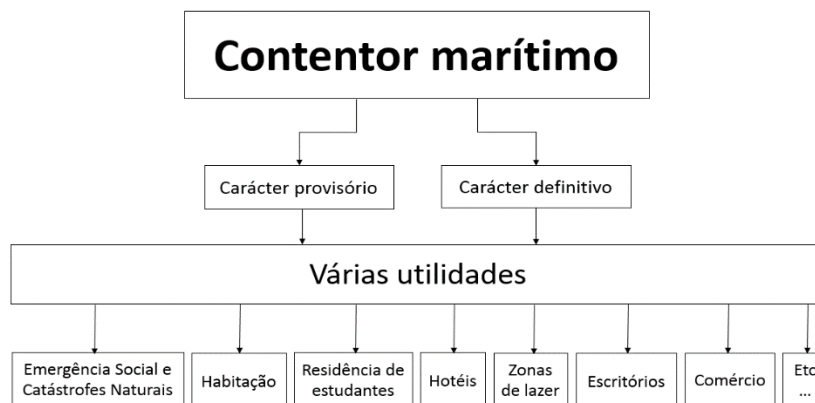 Contentor marítimo
Carácter provisório
Carácter definitivo
Várias utilidades
Emergência Social e
Catástrofes Naturais
Habitação
Residência de
estudantes
Hotéis
Zonas
de lazer
Escritórios
Comércio
Etc
...